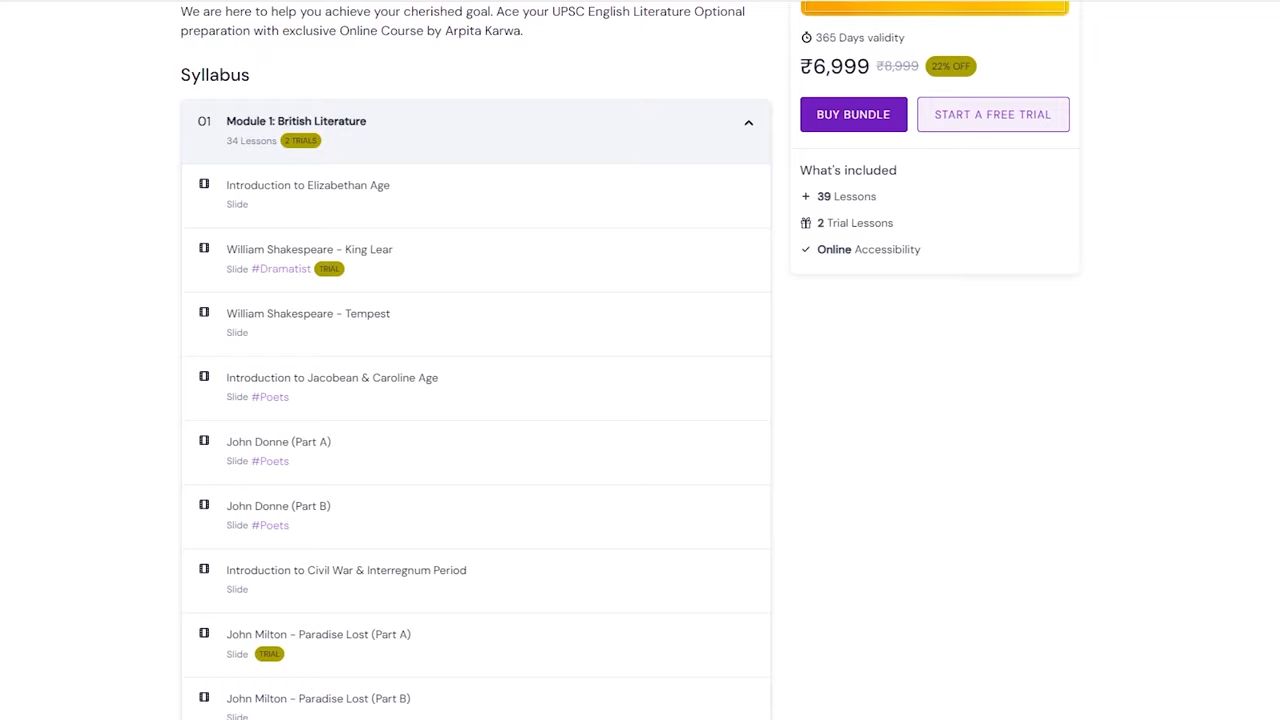 We are here to help you achieve your cherished goal. Ace your UPSC English Literature Optional
preparation with exclusive Online Course by Arpita Karwa.
Syllabus
01 Module 1: British Literature
34 Lessons 2 TRIALS
Introduction to Elizabethan Age
Slide
William Shakespeare - King Lear
Slide #Dramatist TRIAL
William Shakespeare - Tempest
Slide
Introduction to Jacobean & Caroline Age
Slide #Poets
John Donne (Part A)
Slide #Poets
John Donne (Part B)
Slide #Poets
Introduction to Civil War & Interregnum Period
Slide
John Milton - Paradise Lost (Part A)
Slide TRIAL
John Milton - Paradise Lost (Part B)
Slide
365 Days validity
₹6,999 ₹8,999 22% OFF
BUY BUNDLE START A FREE TRIAL
What's included
+ 39 Lessons
2 Trial Lessons
Online Accessibility